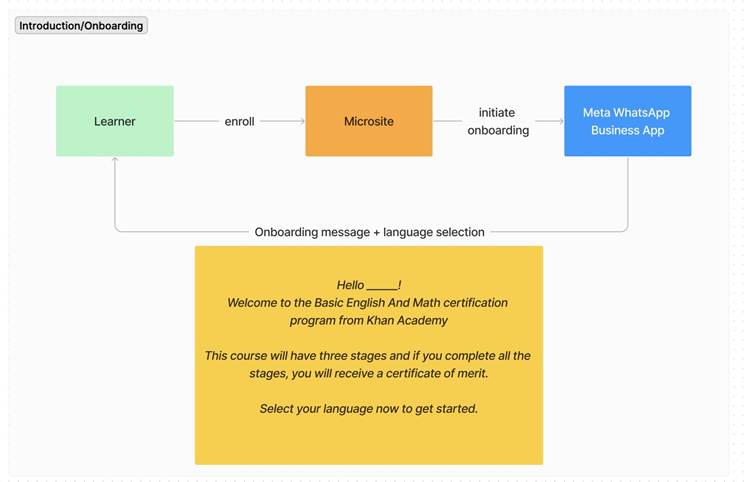 Introduction/Onboarding
Learner
enroll
Microsite
initiate
onboarding
Meta WhatsApp
Business App
Onboarding message + language selection
Hello _____!
Welcome to the Basic English And Math certification
program from Khan Academy
This course will have three stages and if you complete all the
stages, you will receive a certificate of merit.
Select your language now to get started.